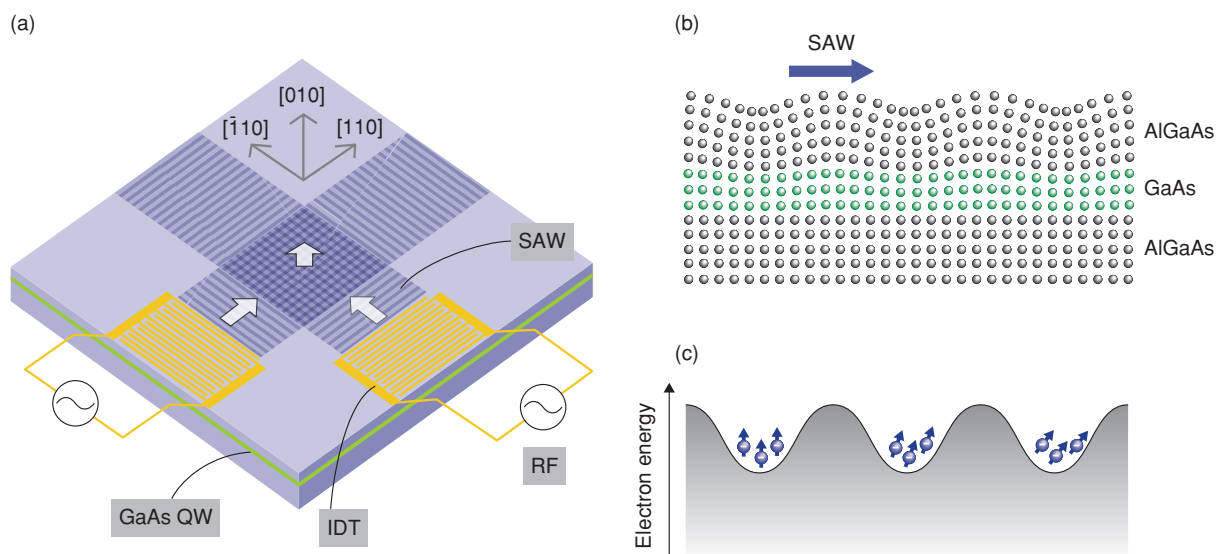 (a)
[010]
[1̄10]
[110]
SAW
RF
GaAs QW
IDT
(b)
SAW
AlGaAs
GaAs
AlGaAs
(c)
Electron energy